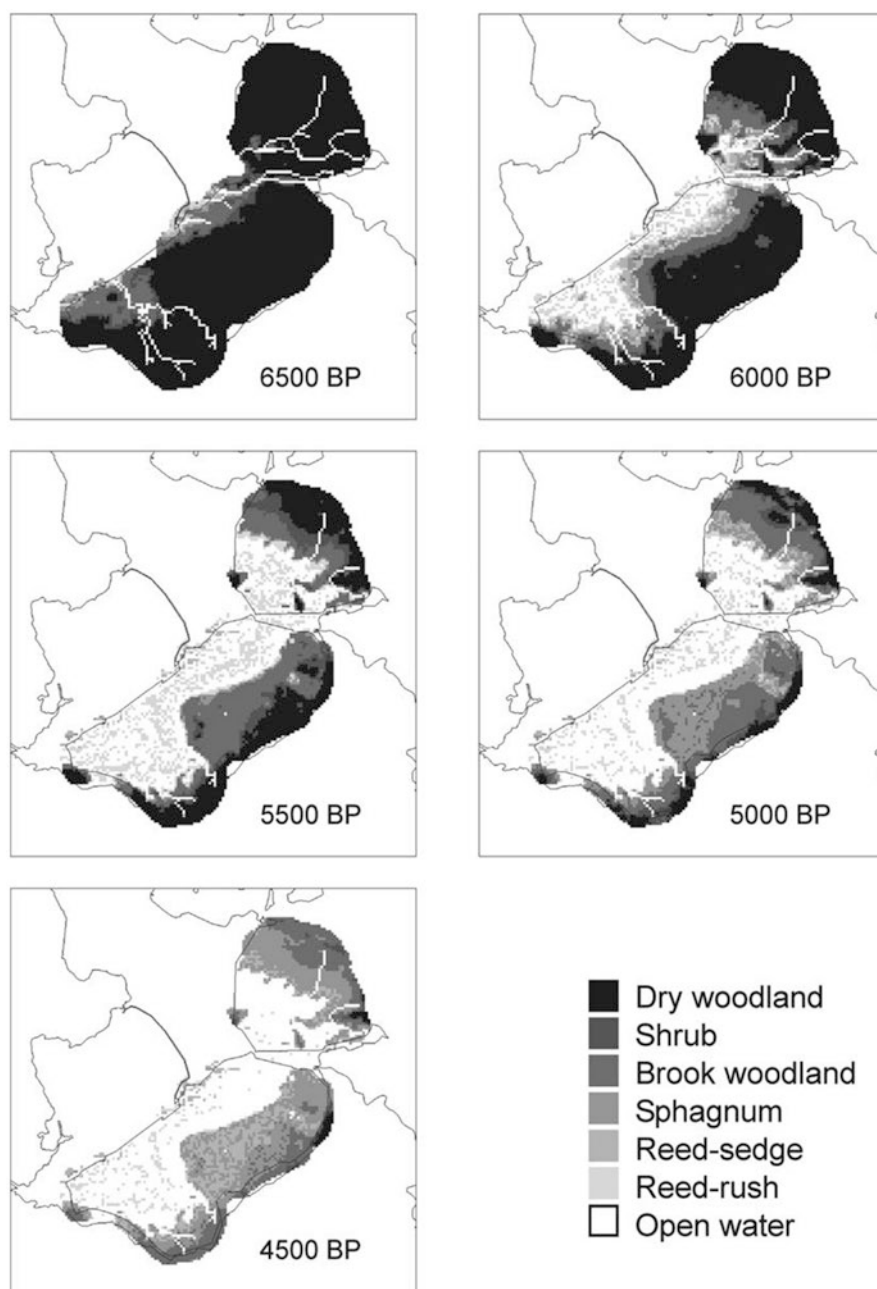 6500 BP
6000 BP
5500 BP
5000 BP
4500 BP
Dry woodland
Shrub
Brook woodland
Sphagnum
Reed-sedge
Reed-rush
Open water